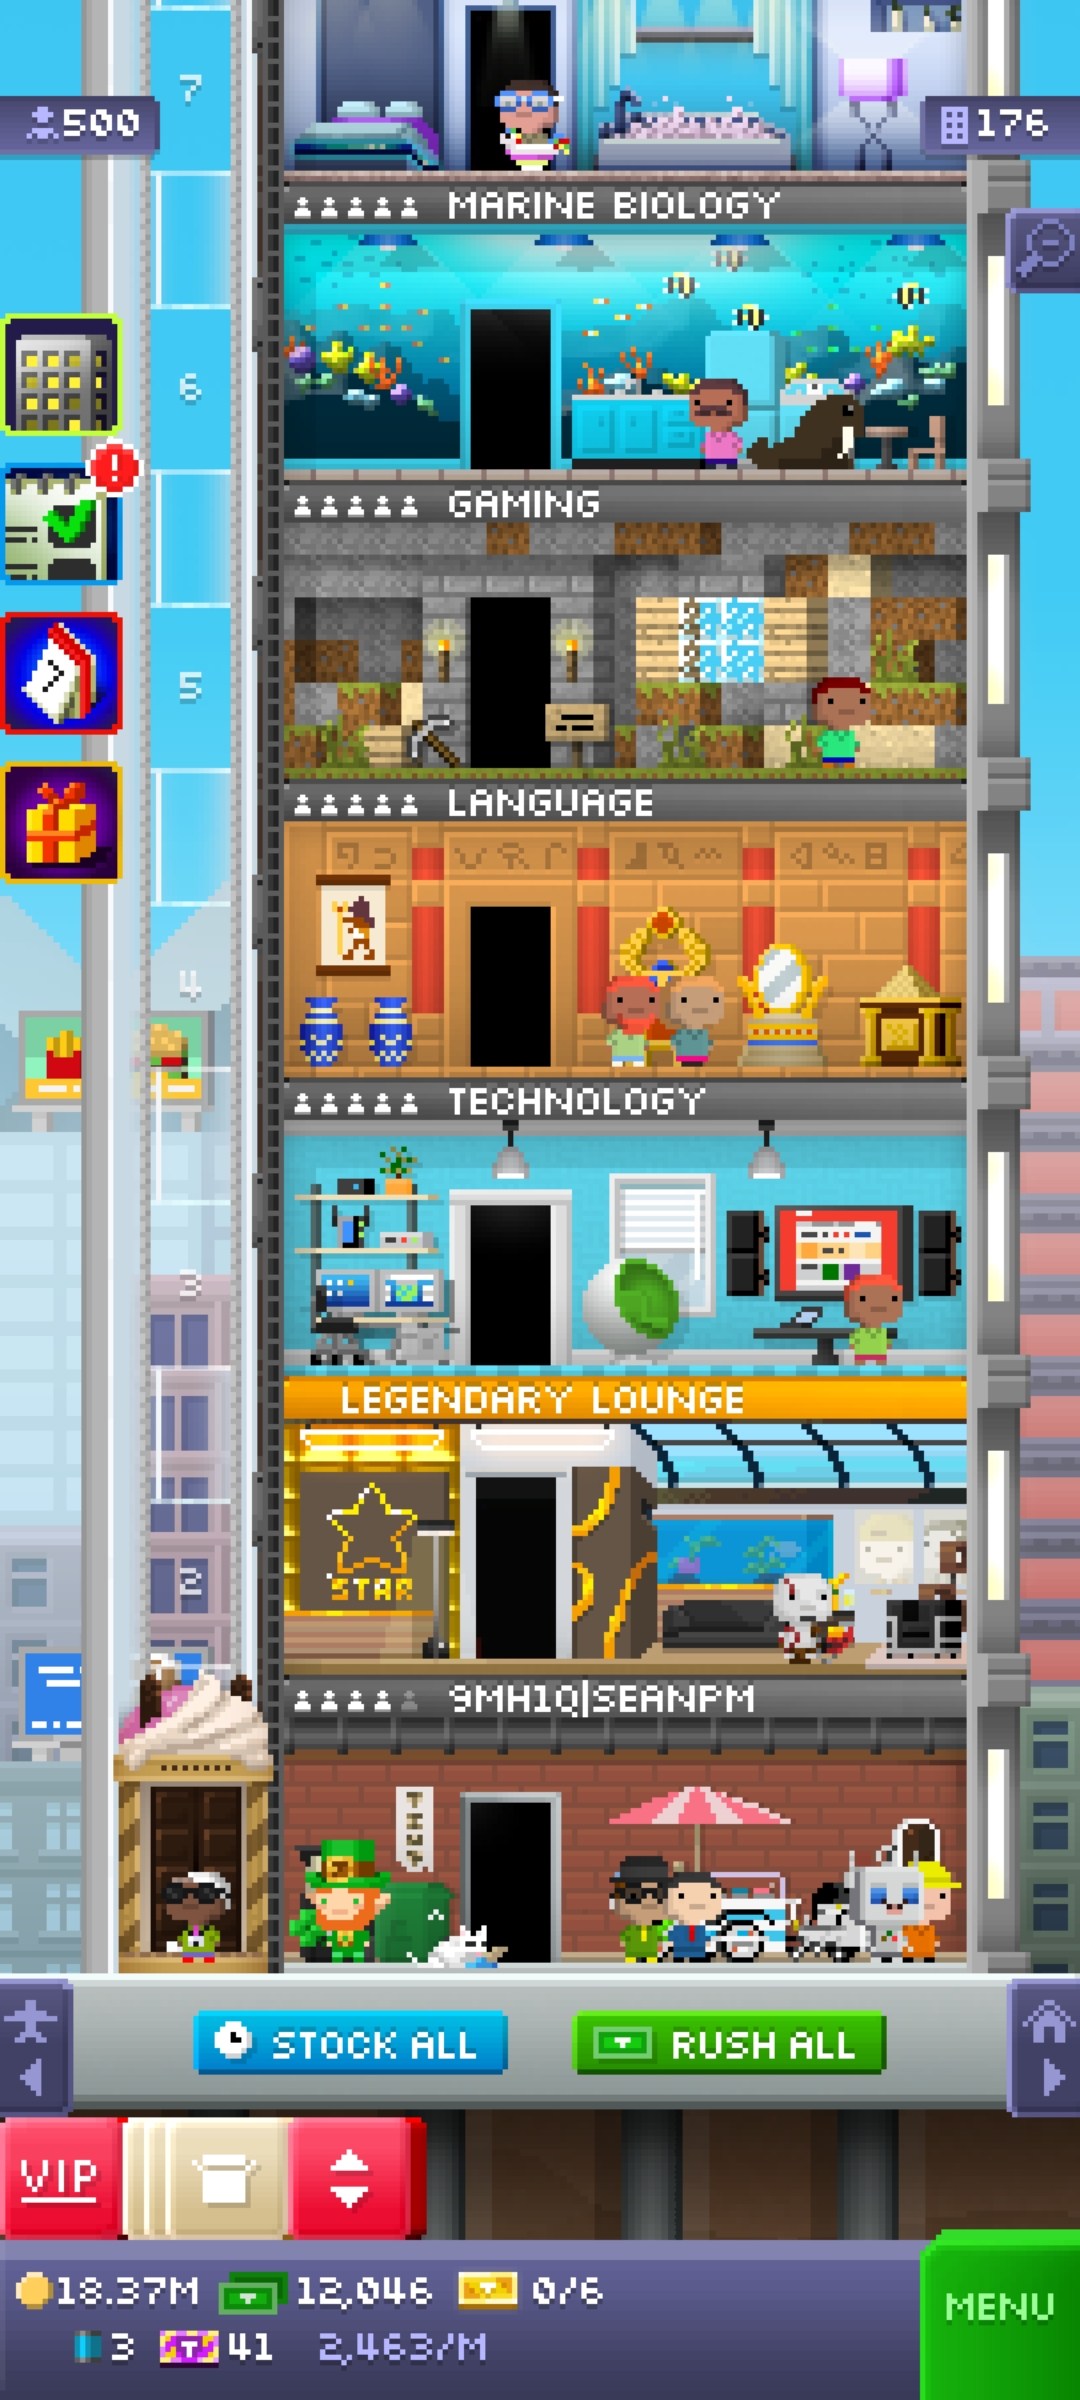 7
500
176
MARINE BIOLOGY
6
GAMING
5
LANGUAGE
4
TECHNOLOGY
3
LEGENDARY LOUNGE
STAR
2
9MH1Q|SEANPM
STOCK ALL
RUSH ALL
VIP
18.37M 12,046 0/6
3 41 2,463/M
MENU